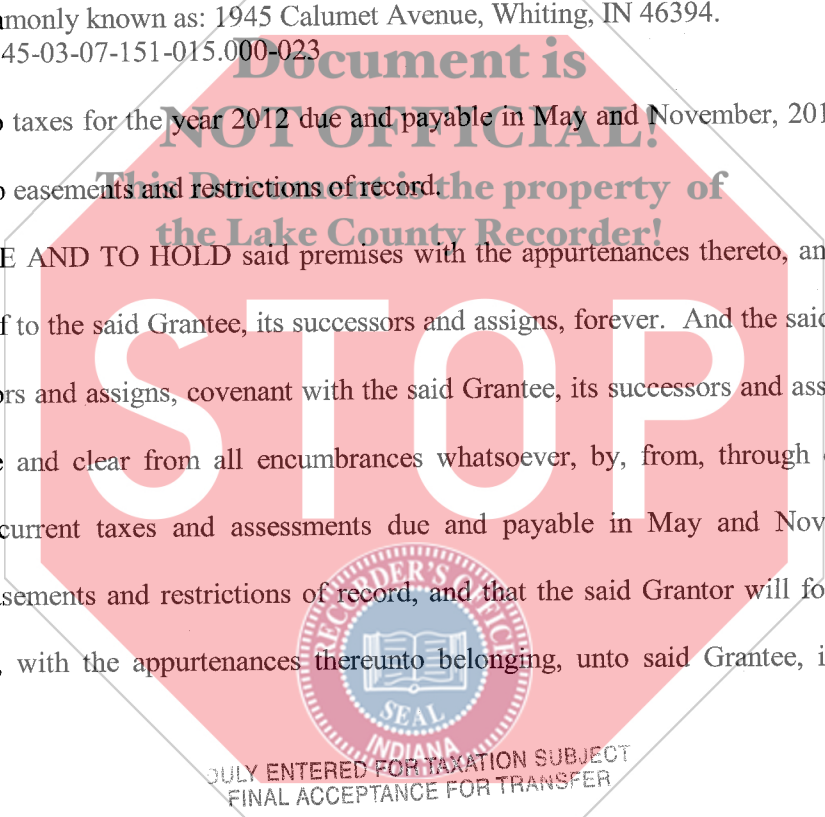 mmonly known as: 1945 Calumet Avenue, Whiting, IN 46394.
45-03-07-151-015.000-023
Document is
o taxes for the year 2012 due and payable in May and November, 201
NOT OFFICIAL!
o easements and restrictions of record.
This Document is the property of
the Lake County Recorder!
E AND TO HOLD said premises with the appurtenances thereto, an
f to the said Grantee, its successors and assigns, forever. And the said
STOP
ors and assigns, covenant with the said Grantee, its successors and ass
e and clear from all encumbrances whatsoever, by, from, through
current taxes and assessments due and payable in May and Nov
sements and restrictions of record, and that the said Grantor will fo
RECORDER'S OFFICE
, with the appurtenances thereunto belonging, unto said Grantee, i
SEAL
INDIANA
DULY ENTERED FOR TAXATION SUBJECT
FINAL ACCEPTANCE FOR TRANSFER